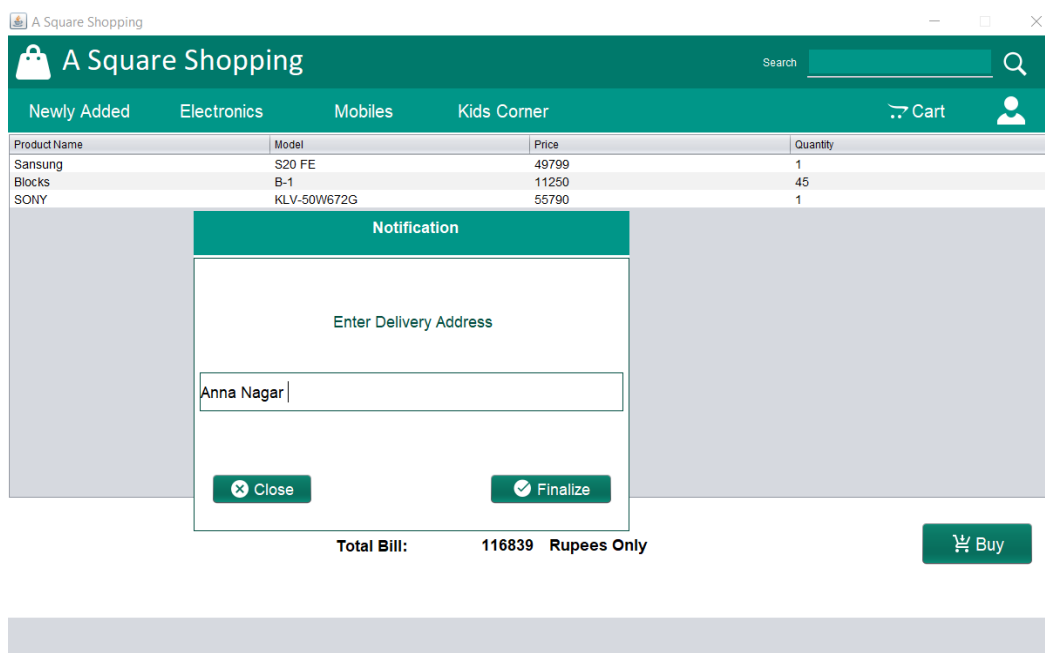 A Square Shopping
A Square Shopping Search
Newly Added Electronics Mobiles Kids Corner Cart
Product Name Model Price Quantity
Sansung S20 FE 49799 1
Blocks B-1 11250 45
SONY KLV-50W672G 55790 1
Notification
Enter Delivery Address
Anna Nagar
Close Finalize
Total Bill: 116839 Rupees Only Buy